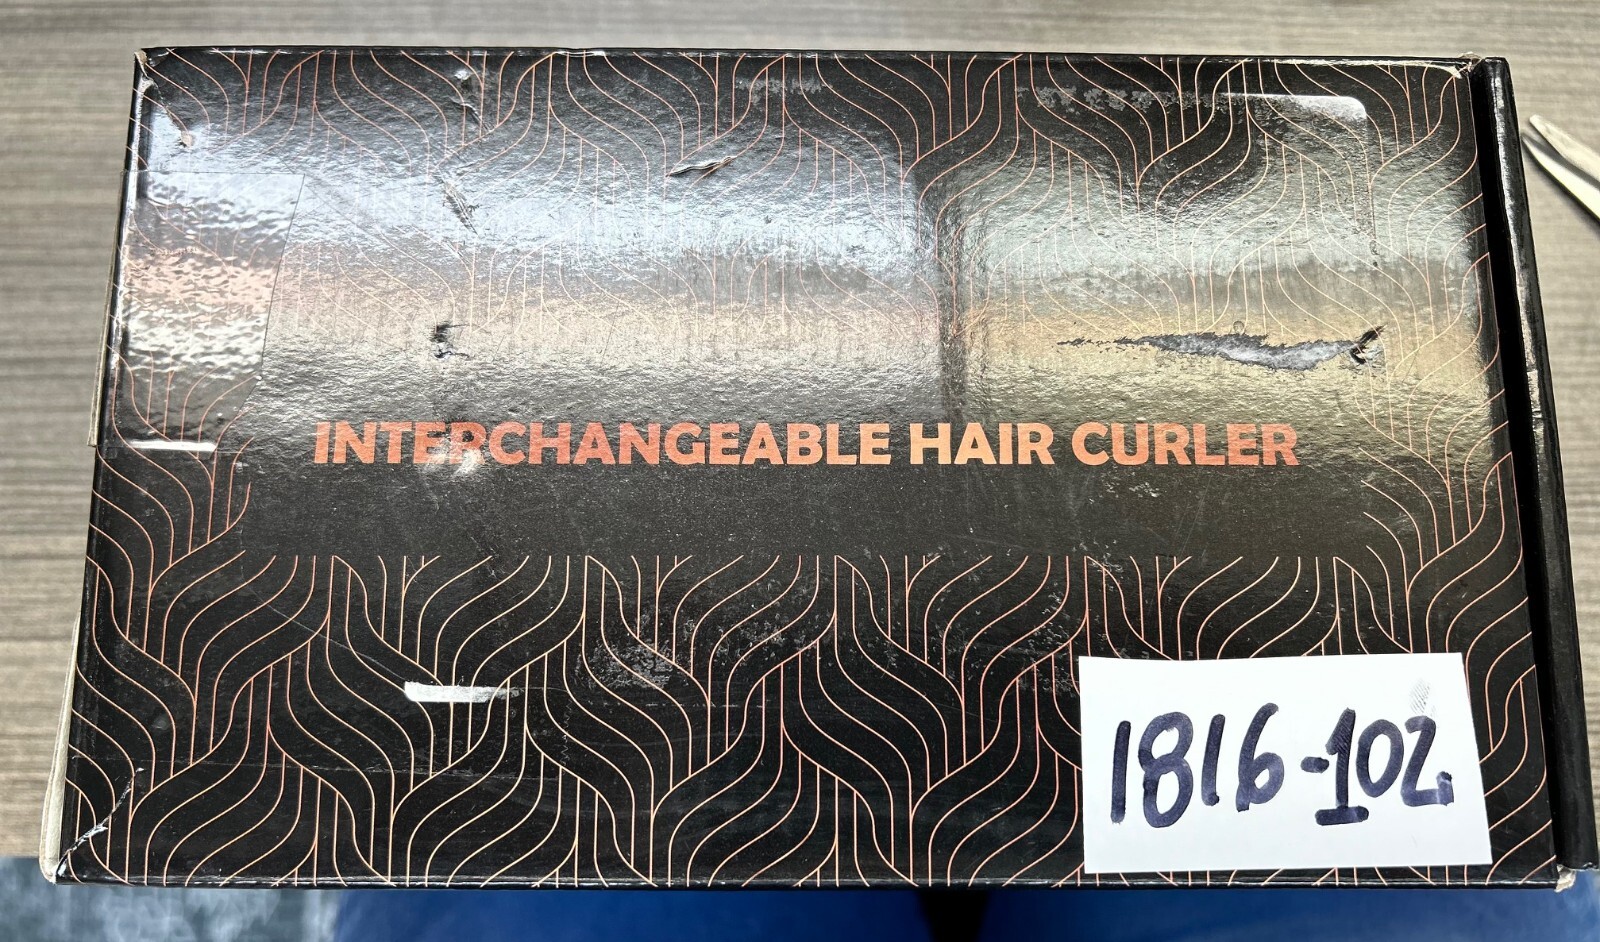 INTERCHANGEABLE HAIR CURLER
1816-102